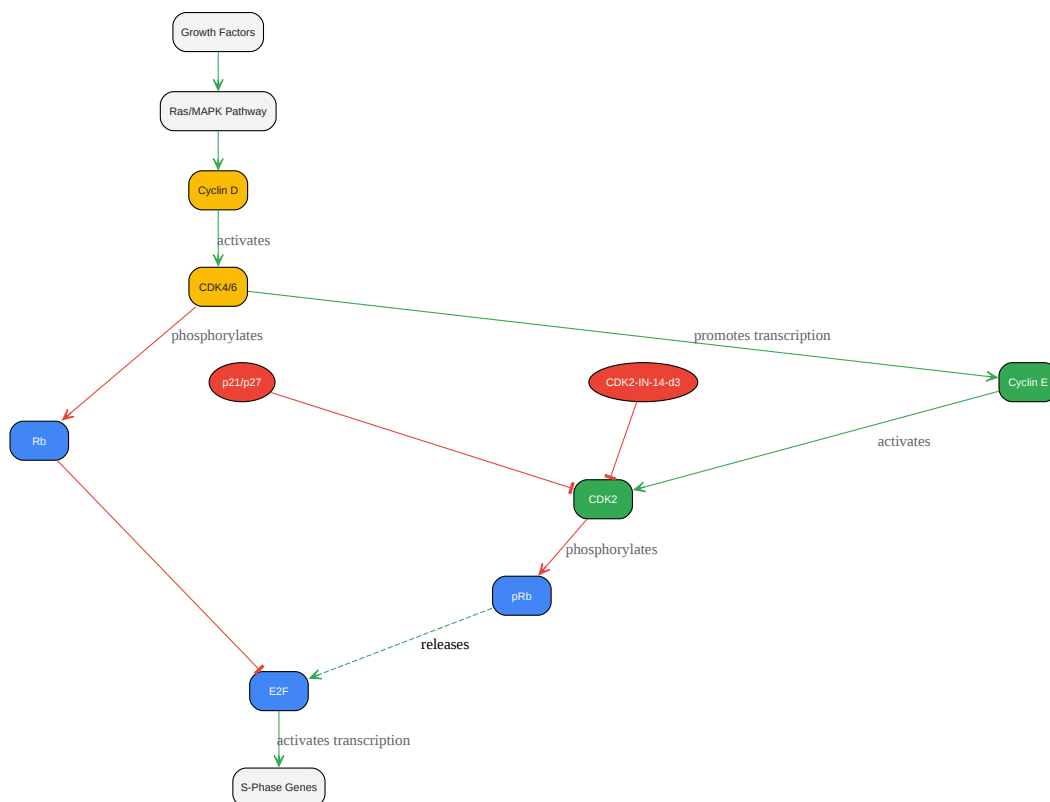 Growth Factors
Ras/MAPK Pathway
Cyclin D
activates
CDK4/6
phosphorylates
promotes transcription
p21/p27
CDK2-IN-14-d3
Cyclin E
Rb
activates
CDK2
phosphorylates
pRb
releases
E2F
activates transcription
S-Phase Genes